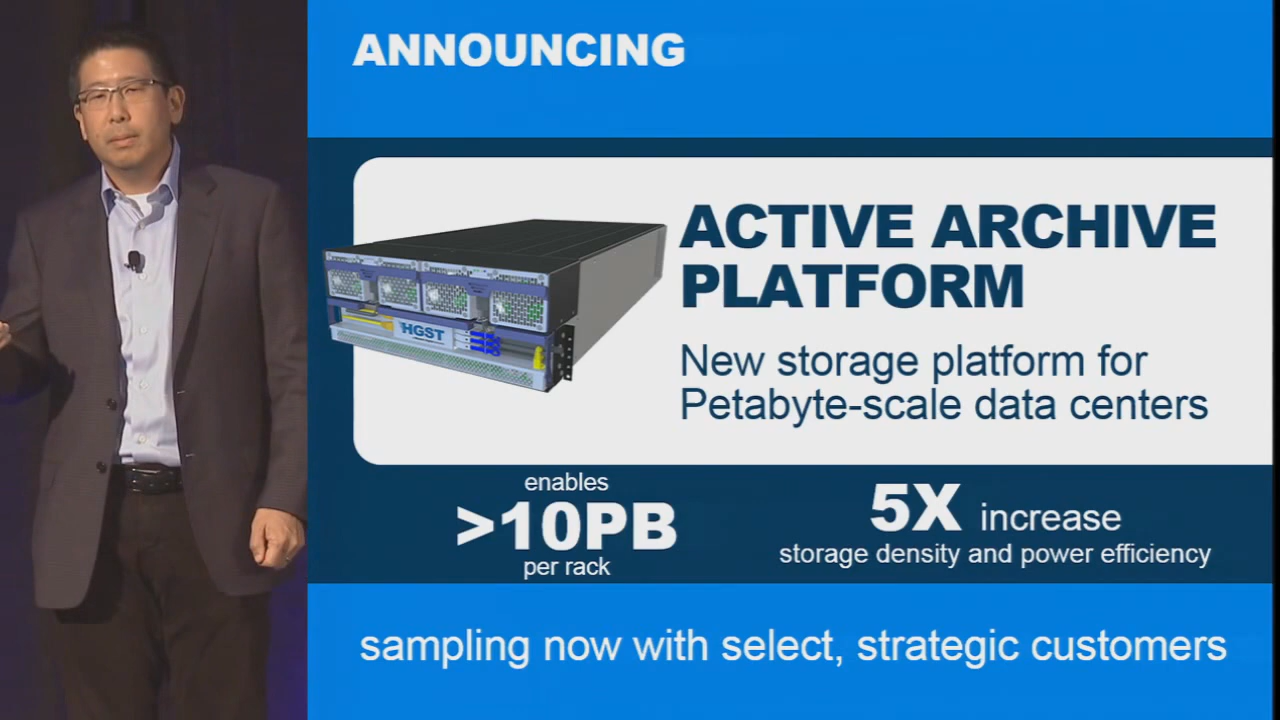 ANNOUNCING
ACTIVE ARCHIVE
PLATFORM
New storage platform for
Petabyte-scale data centers
HGST
enables
>10PB
per rack
5X increase
storage density and power efficiency
sampling now with select, strategic customers